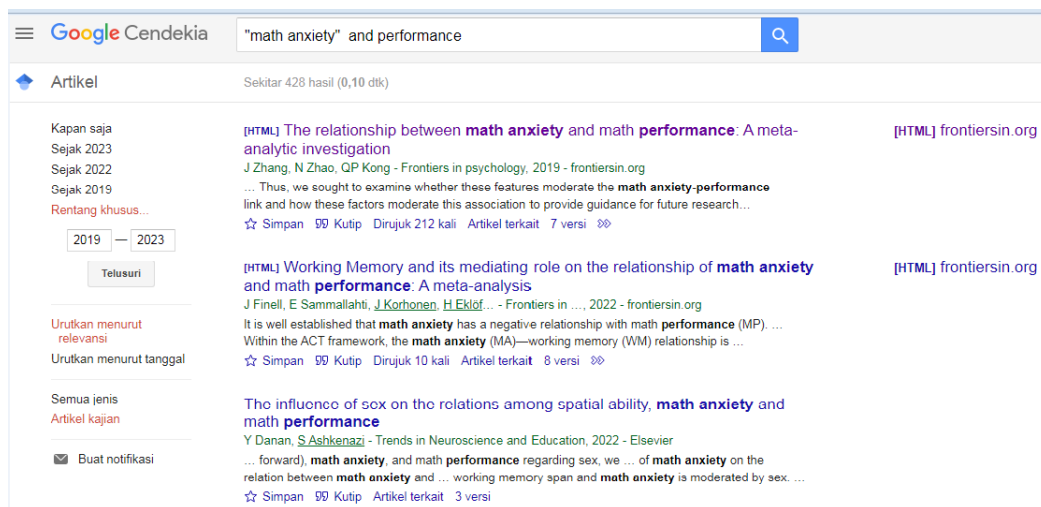 Google Cendekia
"math anxiety" and performance
Artikel
Sekitar 428 hasil (0,10 dtk)
Kapan saja
Sejak 2023
Sejak 2022
Sejak 2019
Rentang khusus...
2019 — 2023
Telusuri
Urutkan menurut
relevansi
Urutkan menurut tanggal
Semua jenis
Artikel kajian
Buat notifikasi
[HTML] The relationship between math anxiety and math performance: A meta-
analytic investigation
J Zhang, N Zhao, QP Kong - Frontiers in psychology, 2019 - frontiersin.org
… Thus, we sought to examine whether these features moderate the math anxiety-performance
link and how these factors moderate this association to provide guidance for future research…
Simpan Kutip Dirujuk 212 kali Artikel terkait 7 versi
[HTML] frontiersin.org
[HTML] Working Memory and its mediating role on the relationship of math anxiety
and math performance: A meta-analysis
J Finell, E Sammallahti, J Korhonen, H Eklöf… - Frontiers in …, 2022 - frontiersin.org
It is well established that math anxiety has a negative relationship with math performance (MP). …
Within the ACT framework, the math anxiety (MA)—working memory (WM) relationship is …
Simpan Kutip Dirujuk 10 kali Artikel terkait 8 versi
[HTML] frontiersin.org
The influence of sex on the relations among spatial ability, math anxiety and
math performance
Y Danan, S Ashkenazi - Trends in Neuroscience and Education, 2022 - Elsevier
… forward), math anxiety, and math performance regarding sex, we … of math anxiety on the
relation between math anxiety and … working memory span and math anxiety is moderated by sex. …
Simpan Kutip Artikel terkait 3 versi